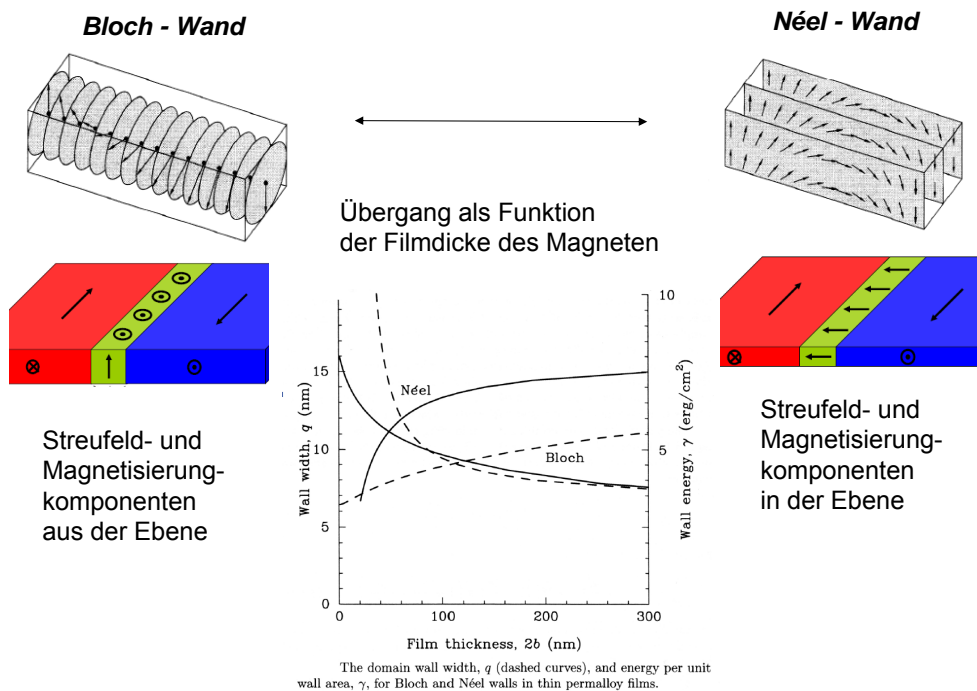 Bloch - Wand
Néel - Wand
Übergang als Funktion
der Filmdicke des Magneten
Streufeld- und
Magnetisierung-
komponenten
aus der Ebene
Wall width, q (nm)
15
10
5
0
Néel
Bloch
10
5
Wall energy, γ (erg/cm²)
0
100
200
300
Film thickness, 2b (nm)
The domain wall width, q (dashed curves), and energy per unit
wall area, γ, for Bloch and Néel walls in thin permalloy films.
Streufeld- und
Magnetisierung-
komponenten
in der Ebene